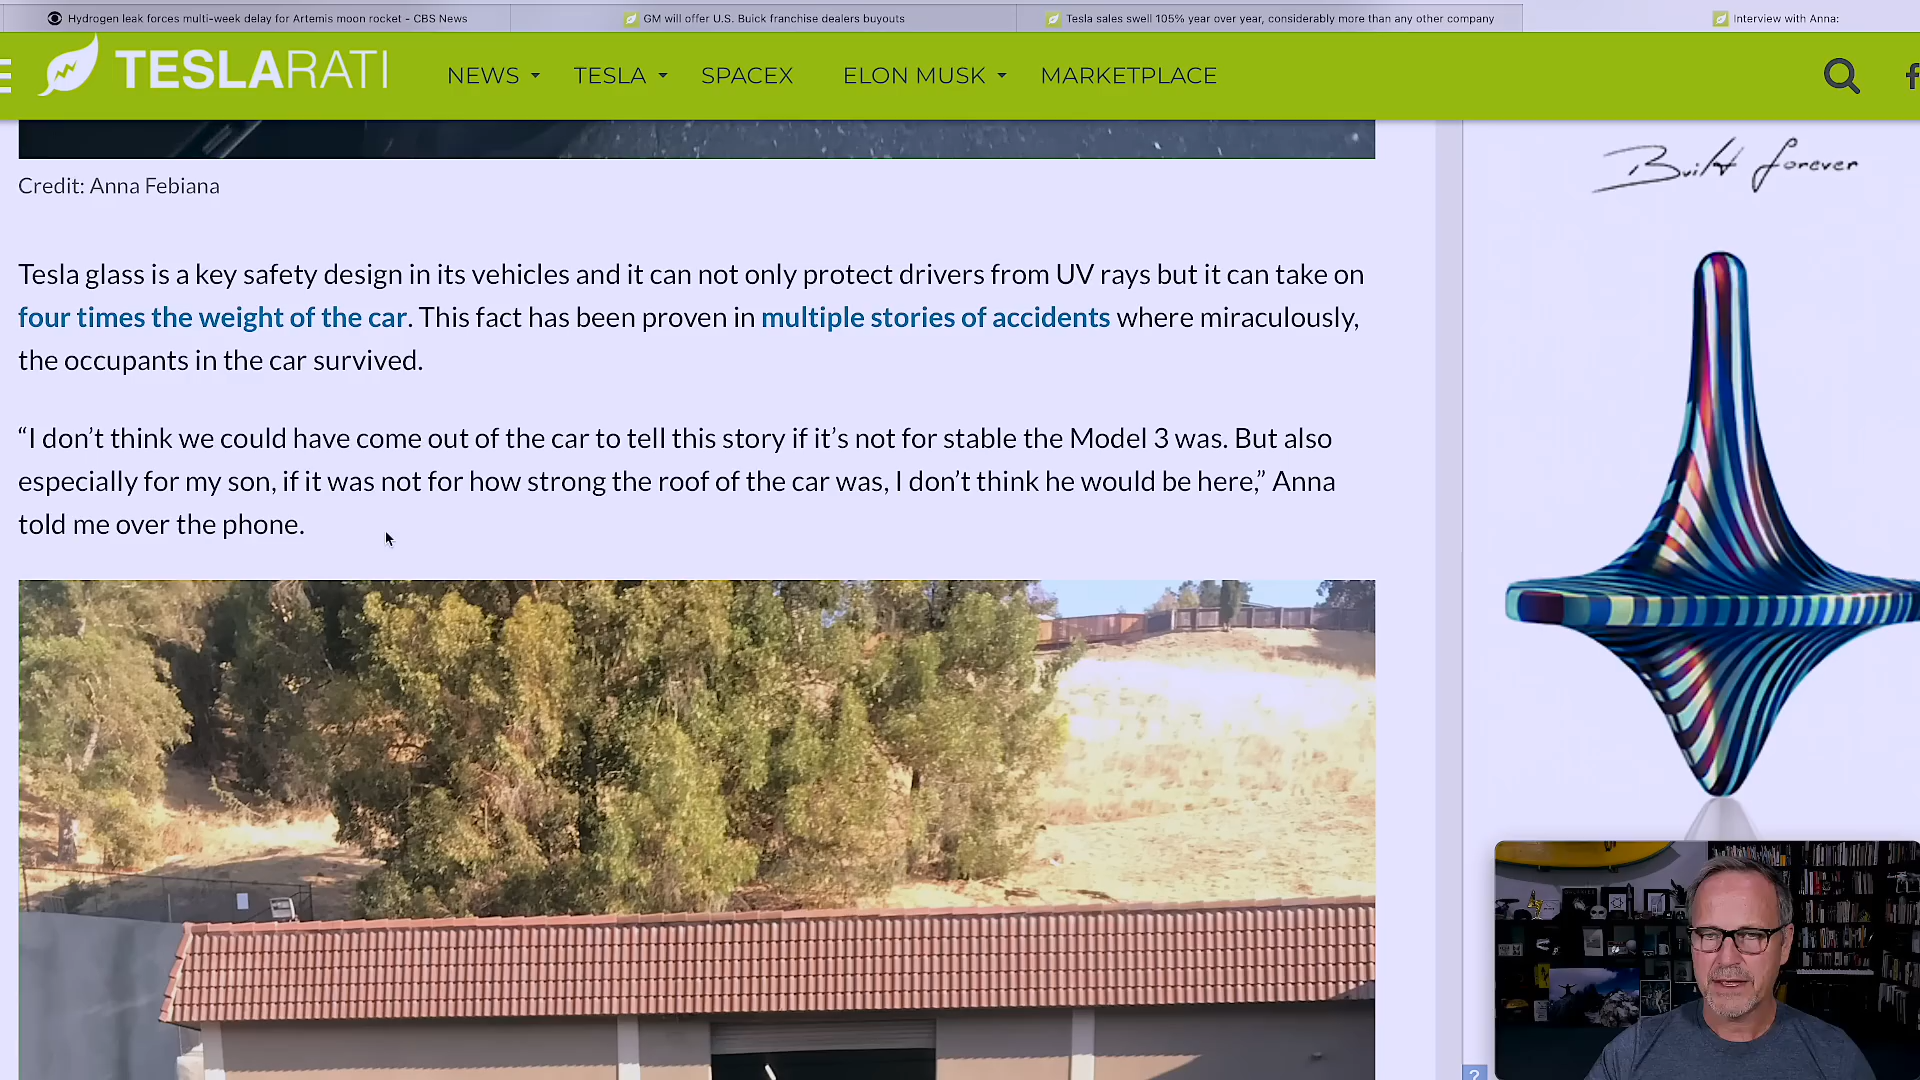 Hydrogen leak forces multi-week delay for Artemis moon rocket - CBS News
GM will offer U.S. Buick franchise dealers buyouts
Tesla sales swell 105% year over year, considerably more than any other company
Interview with Anna:
TESLARATI
NEWS
TESLA
SPACEX
ELON MUSK
MARKETPLACE
Built forever
Credit: Anna Febiana
Tesla glass is a key safety design in its vehicles and it can not only protect drivers from UV rays but it can take on
four times the weight of the car. This fact has been proven in multiple stories of accidents where miraculously,
the occupants in the car survived.
“I don’t think we could have come out of the car to tell this story if it’s not for stable the Model 3 was. But also
especially for my son, if it was not for how strong the roof of the car was, I don’t think he would be here,” Anna
told me over the phone.
?